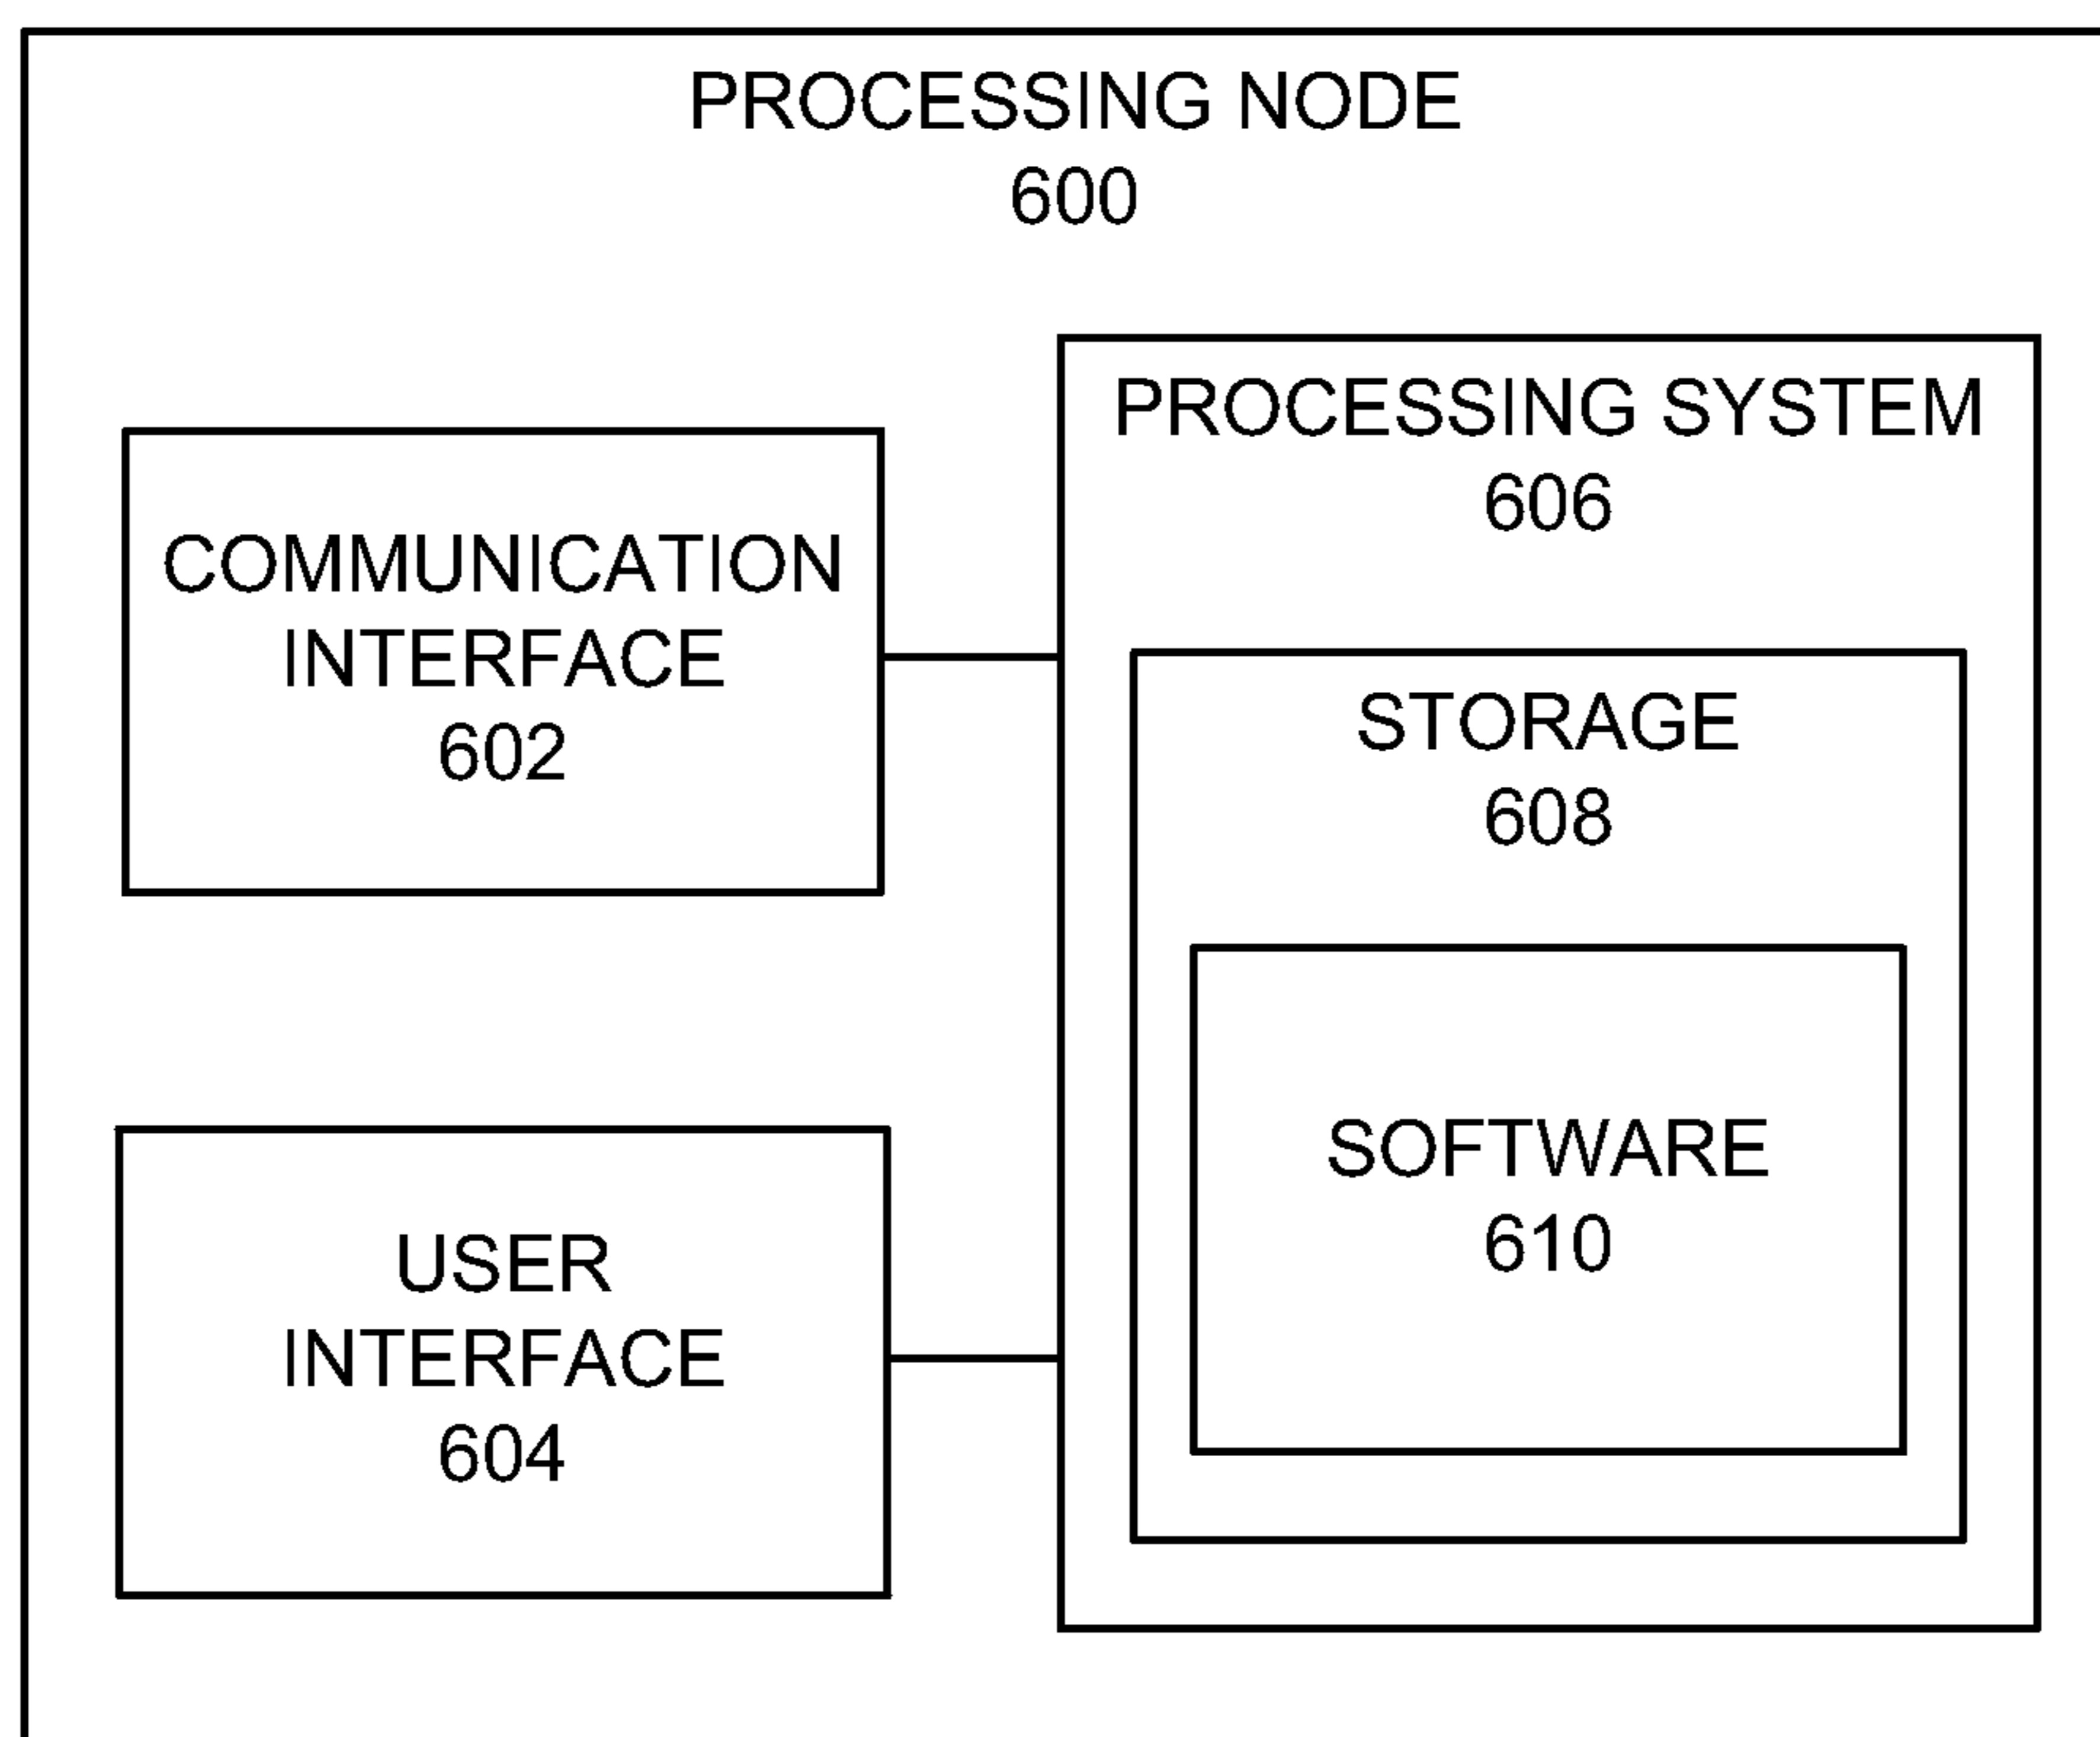 PROCESSING NODE
600
COMMUNICATION
INTERFACE
602
USER
INTERFACE
604
PROCESSING SYSTEM
606
STORAGE
608
SOFTWARE
610